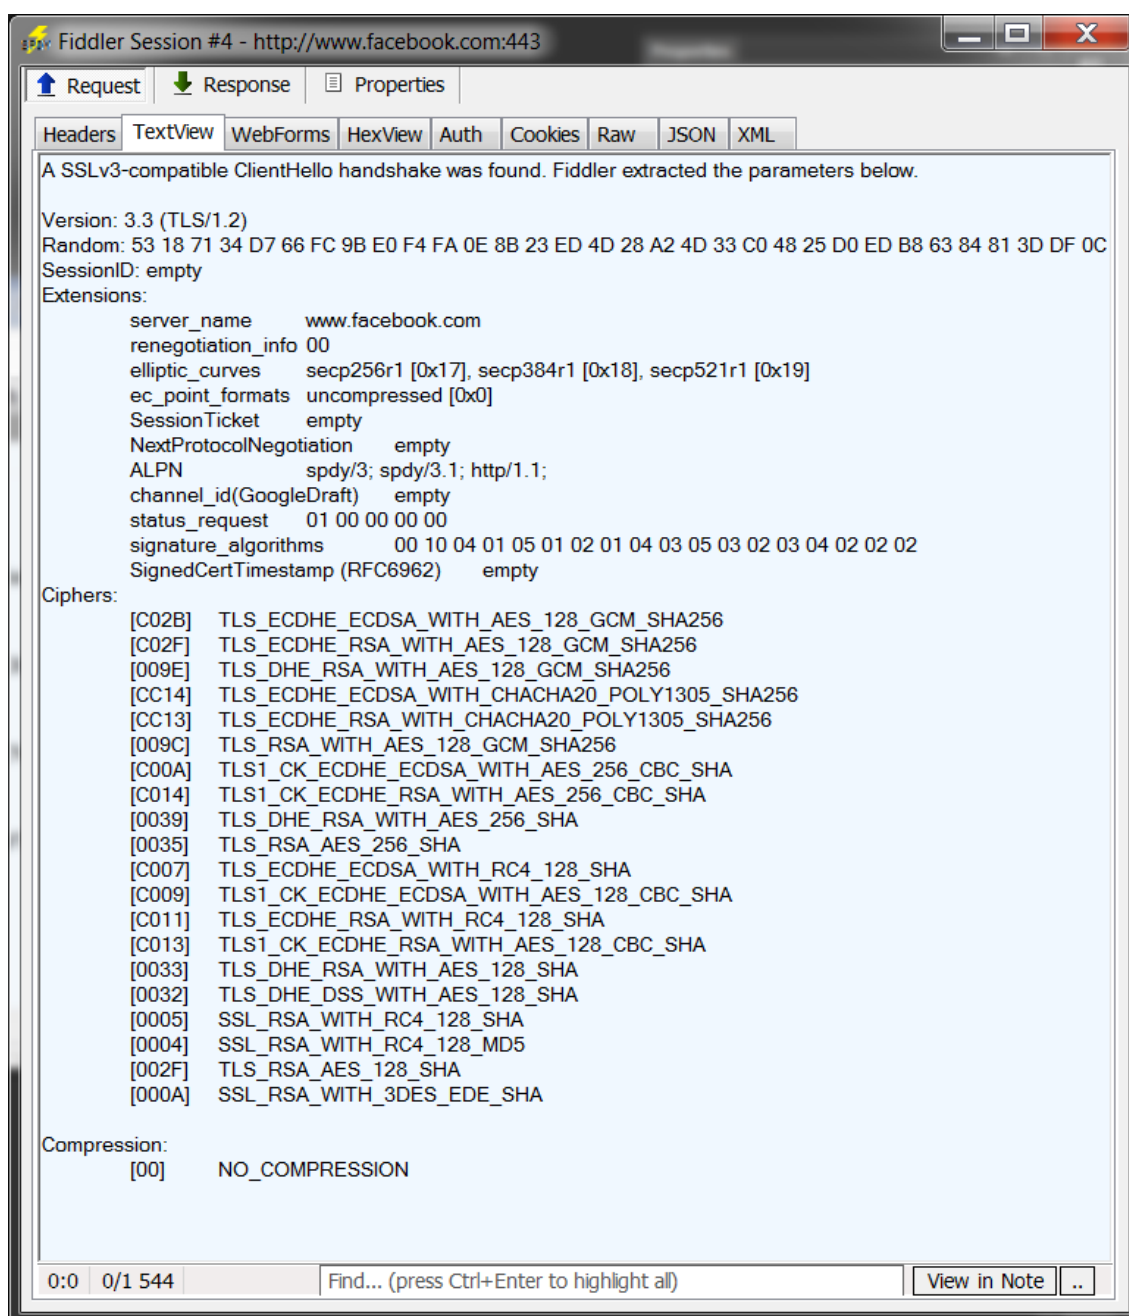 Fiddler Session #4 - http://www.facebook.com:443
Request Response Properties
Headers TextView WebForms HexView Auth Cookies Raw JSON XML
A SSLv3-compatible ClientHello handshake was found. Fiddler extracted the parameters below.
Version: 3.3 (TLS/1.2)
Random: 53 18 71 34 D7 66 FC 9B E0 F4 FA 0E 8B 23 ED 4D 28 A2 4D 33 C0 48 25 D0 ED B8 63 84 81 3D DF 0C
SessionID: empty
Extensions:
server_name www.facebook.com
renegotiation_info 00
elliptic_curves secp256r1 [0x17], secp384r1 [0x18], secp521r1 [0x19]
ec_point_formats uncompressed [0x0]
SessionTicket empty
NextProtocolNegotiation empty
ALPN spdy/3; spdy/3.1; http/1.1;
channel_id(GoogleDraft) empty
status_request 01 00 00 00 00
signature_algorithms 00 10 04 01 05 01 02 01 04 03 05 03 02 03 04 02 02 02
SignedCertTimestamp (RFC6962) empty
Ciphers:
[C02B] TLS_ECDHE_ECDSA_WITH_AES_128_GCM_SHA256
[C02F] TLS_ECDHE_RSA_WITH_AES_128_GCM_SHA256
[009E] TLS_DHE_RSA_WITH_AES_128_GCM_SHA256
[CC14] TLS_ECDHE_ECDSA_WITH_CHACHA20_POLY1305_SHA256
[CC13] TLS_ECDHE_RSA_WITH_CHACHA20_POLY1305_SHA256
[009C] TLS_RSA_WITH_AES_128_GCM_SHA256
[C00A] TLS1_CK_ECDHE_ECDSA_WITH_AES_256_CBC_SHA
[C014] TLS1_CK_ECDHE_RSA_WITH_AES_256_CBC_SHA
[0039] TLS_DHE_RSA_WITH_AES_256_SHA
[0035] TLS_RSA_AES_256_SHA
[C007] TLS_ECDHE_ECDSA_WITH_RC4_128_SHA
[C009] TLS1_CK_ECDHE_ECDSA_WITH_AES_128_CBC_SHA
[C011] TLS_ECDHE_RSA_WITH_RC4_128_SHA
[C013] TLS1_CK_ECDHE_RSA_WITH_AES_128_CBC_SHA
[0033] TLS_DHE_RSA_WITH_AES_128_SHA
[0032] TLS_DHE_DSS_WITH_AES_128_SHA
[0005] SSL_RSA_WITH_RC4_128_SHA
[0004] SSL_RSA_WITH_RC4_128_MD5
[002F] TLS_RSA_AES_128_SHA
[000A] SSL_RSA_WITH_3DES_EDE_SHA
Compression:
[00] NO_COMPRESSION
0:0 0/1 544 Find... (press Ctrl+Enter to highlight all) View in Note ..